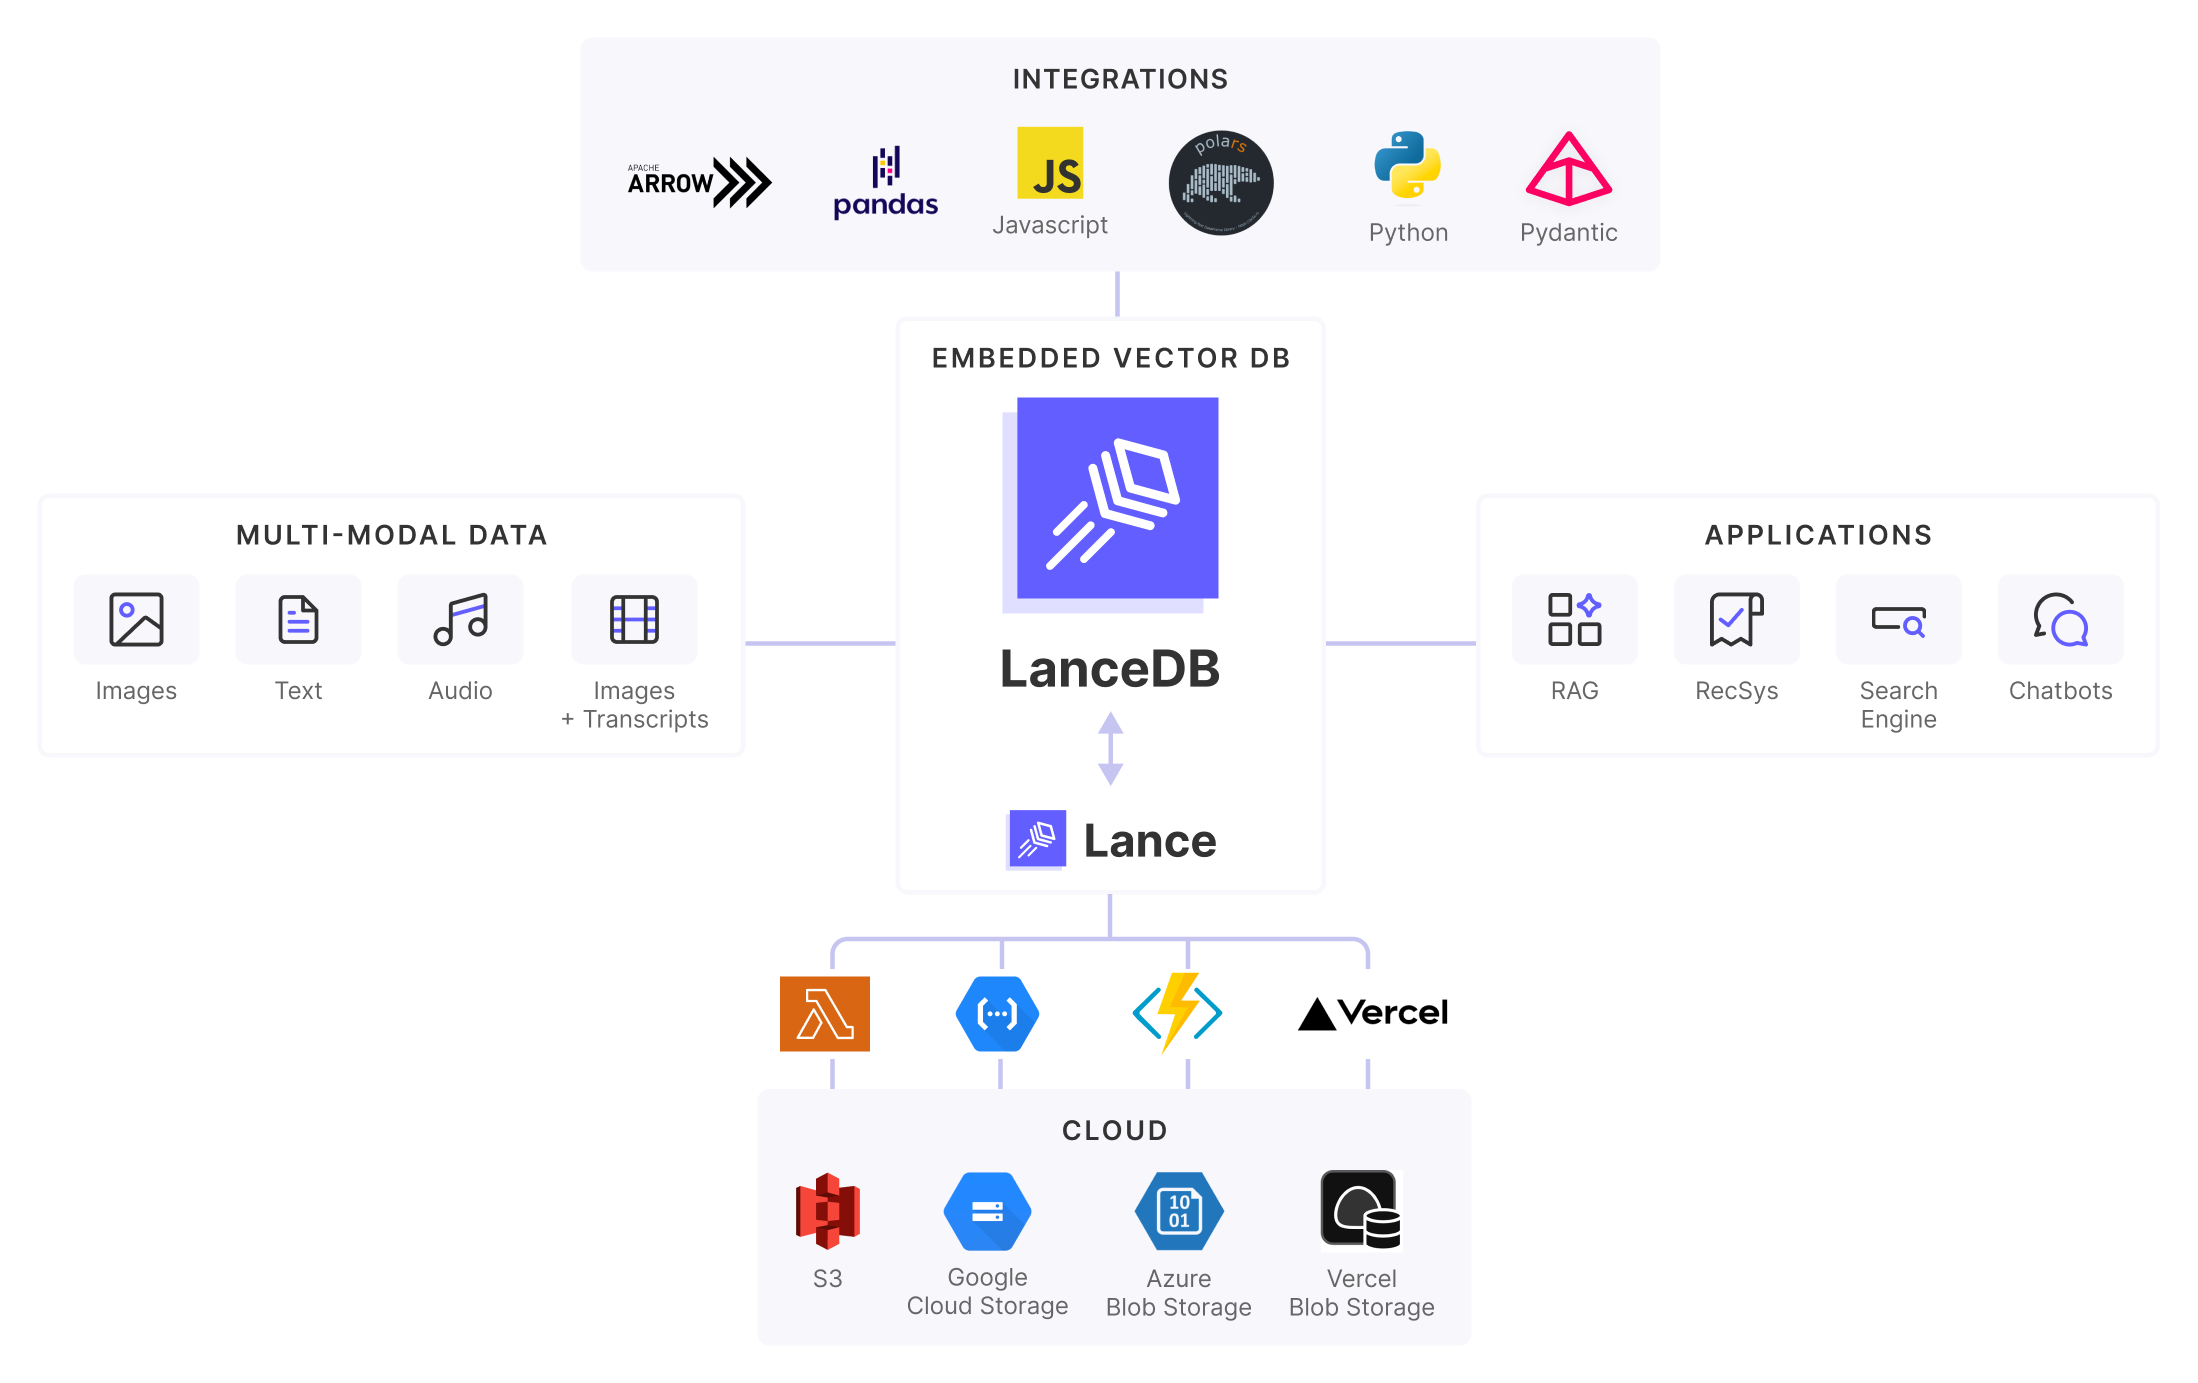 INTEGRATIONS
APACHE
ARROW
pandas
JS
Javascript
polars
Python
Pydantic
EMBEDDED VECTOR DB
LanceDB
Lance
MULTI-MODAL DATA
Images
Text
Audio
Images
+ Transcripts
APPLICATIONS
RAG
RecSys
Search
Engine
Chatbots
Vercel
CLOUD
S3
Google
Cloud Storage
10
01
Azure
Blob Storage
Vercel
Blob Storage